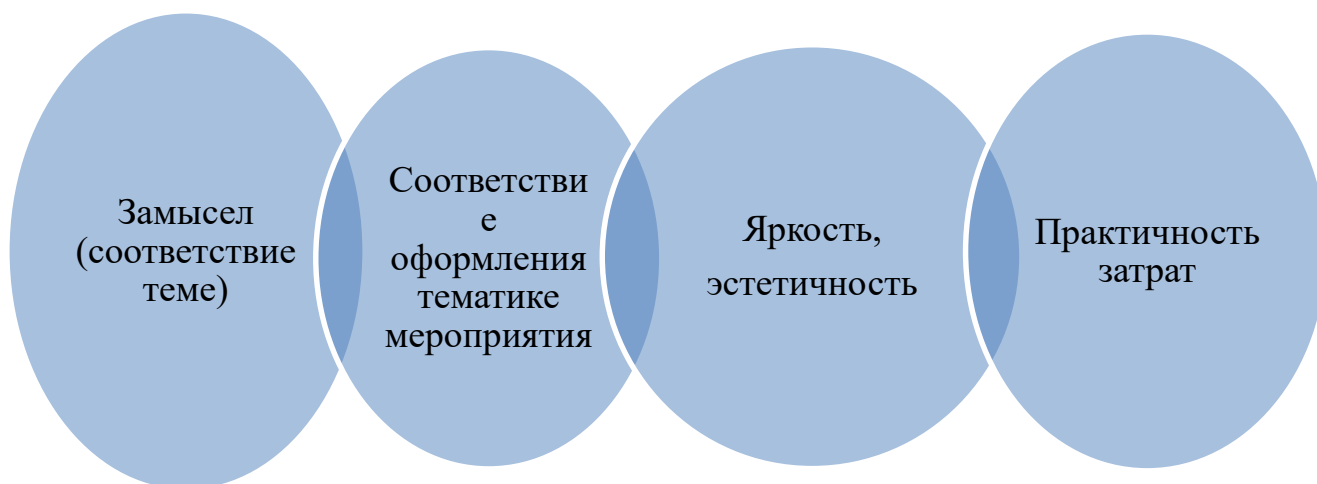 Замысел
(соответствие
теме)
Соответстви
е
оформления
тематике
мероприятия
Яркость,
эстетичность
Практичность
затрат